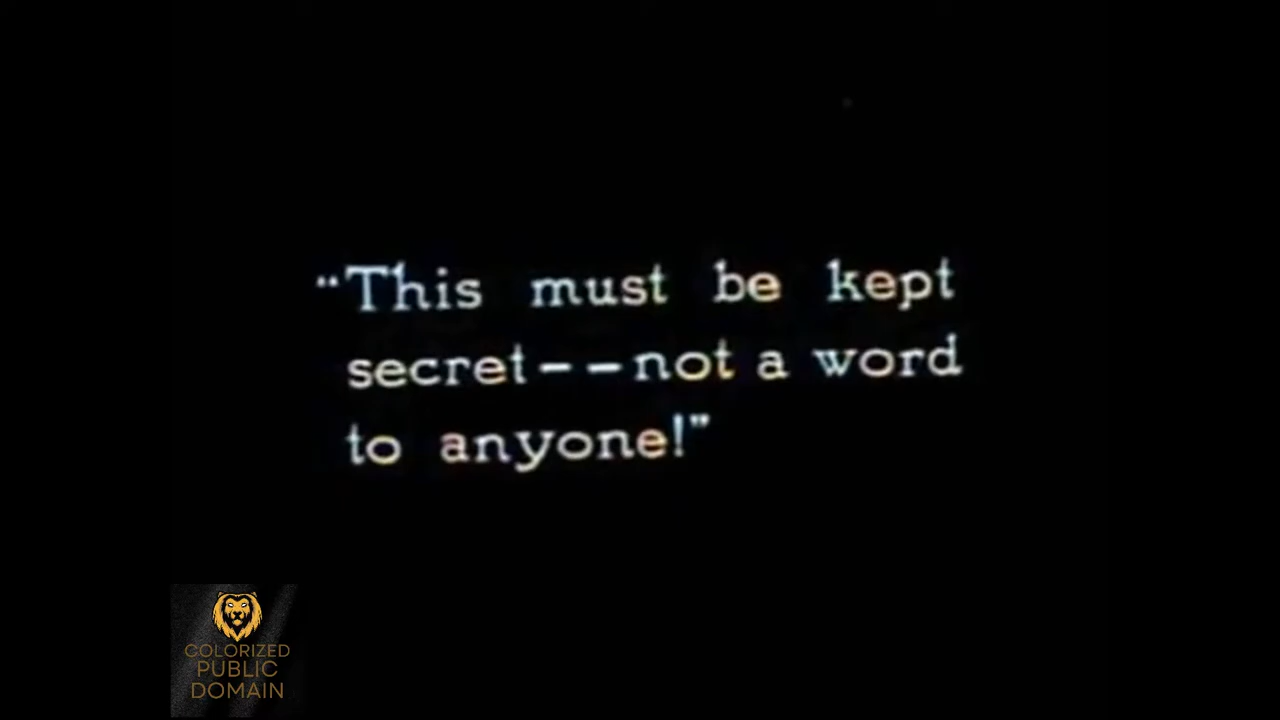 “This must be kept
secret--not a word
to anyone!”
COLORIZED
PUBLIC
DOMAIN